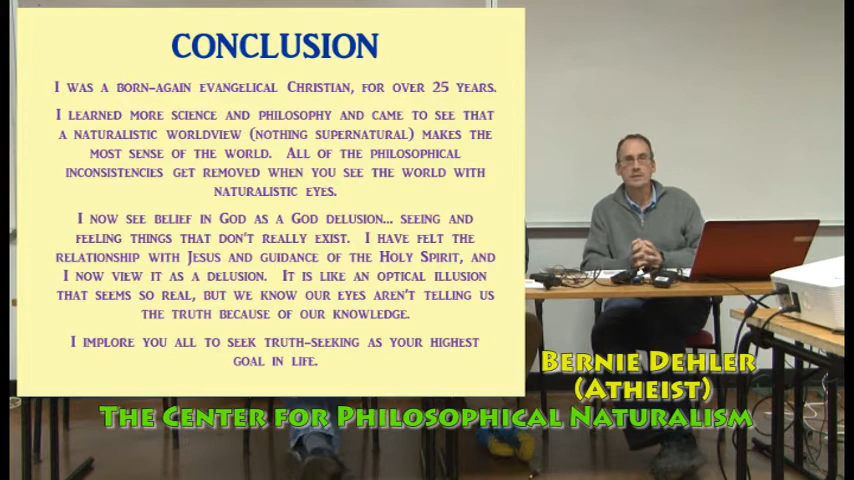 CONCLUSION
I WAS A BORN-AGAIN EVANGELICAL CHRISTIAN, FOR OVER 25 YEARS.
I LEARNED MORE SCIENCE AND PHILOSOPHY AND CAME TO SEE THAT
A NATURALISTIC WORLDVIEW (NOTHING SUPERNATURAL) MAKES THE
MOST SENSE OF THE WORLD. ALL OF THE PHILOSOPHICAL
INCONSISTENCIES GET REMOVED WHEN YOU SEE THE WORLD WITH
NATURALISTIC EYES.
I NOW SEE BELIEF IN GOD AS A GOD DELUSION... SEEING AND
FEELING THINGS THAT DON'T REALLY EXIST. I HAVE FELT THE
RELATIONSHIP WITH JESUS AND GUIDANCE OF THE HOLY SPIRIT, AND
I NOW VIEW IT AS A DELUSION. IT IS LIKE AN OPTICAL ILLUSION
THAT SEEMS SO REAL, BUT WE KNOW OUR EYES AREN'T TELLING US
THE TRUTH BECAUSE OF OUR KNOWLEDGE.
I IMPLORE YOU ALL TO SEEK TRUTH-SEEKING AS YOUR HIGHEST
GOAL IN LIFE.
BERNIE DEHLER
(ATHEIST)
THE CENTER FOR PHILOSOPHICAL NATURALISM